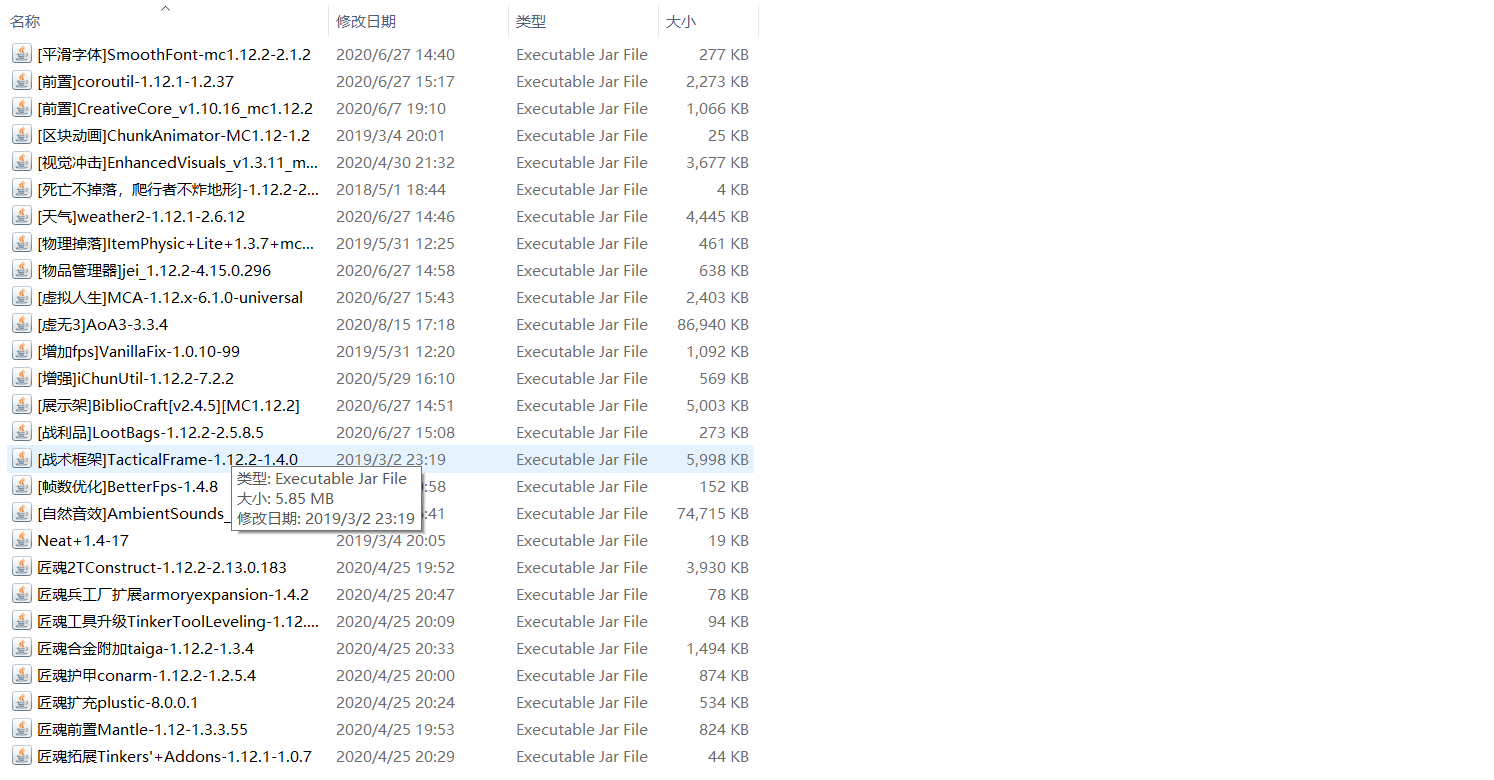 名称 修改日期 类型 大小
[平滑字体]SmoothFont-mc1.12.2-2.1.2 2020/6/27 14:40 Executable Jar File 277 KB
[前置]coroutil-1.12.1-1.2.37 2020/6/27 15:17 Executable Jar File 2,273 KB
[前置]CreativeCore_v1.10.16_mc1.12.2 2020/6/7 19:10 Executable Jar File 1,066 KB
[区块动画]ChunkAnimator-MC1.12-1.2 2019/3/4 20:01 Executable Jar File 25 KB
[视觉冲击]EnhancedVisuals_v1.3.11_m... 2020/4/30 21:32 Executable Jar File 3,677 KB
[死亡不掉落，爬行者不炸地形]-1.12.2-2... 2018/5/1 18:44 Executable Jar File 4 KB
[天气]weather2-1.12.1-2.6.12 2020/6/27 14:46 Executable Jar File 4,445 KB
[物理掉落]ItemPhysic+Lite+1.3.7+mc... 2019/5/31 12:25 Executable Jar File 461 KB
[物品管理器]jei_1.12.2-4.15.0.296 2020/6/27 14:58 Executable Jar File 638 KB
[虚拟人生]MCA-1.12.x-6.1.0-universal 2020/6/27 15:43 Executable Jar File 2,403 KB
[虚无3]AoA3-3.3.4 2020/8/15 17:18 Executable Jar File 86,940 KB
[增加fps]VanillaFix-1.0.10-99 2019/5/31 12:20 Executable Jar File 1,092 KB
[增强]iChunUtil-1.12.2-7.2.2 2020/5/29 16:10 Executable Jar File 569 KB
[展示架]BiblioCraft[v2.4.5][MC1.12.2] 2020/6/27 14:51 Executable Jar File 5,003 KB
[战利品]LootBags-1.12.2-2.5.8.5 2020/6/27 15:08 Executable Jar File 273 KB
[战术框架]TacticalFrame-1.12.2-1.4.0 2019/3/2 23:19 Executable Jar File 5,998 KB
类型: Executable Jar File
大小: 5.85 MB
修改日期: 2019/3/2 23:19
[帧数优化]BetterFps-1.4.8 :58 Executable Jar File 152 KB
[自然音效]AmbientSounds_ :41 Executable Jar File 74,715 KB
Neat+1.4-17 2019/3/4 20:05 Executable Jar File 19 KB
匠魂2TConstruct-1.12.2-2.13.0.183 2020/4/25 19:52 Executable Jar File 3,930 KB
匠魂兵工厂扩展armoryexpansion-1.4.2 2020/4/25 20:47 Executable Jar File 78 KB
匠魂工具升级TinkerToolLeveling-1.12.... 2020/4/25 20:09 Executable Jar File 94 KB
匠魂合金附加taiga-1.12.2-1.3.4 2020/4/25 20:33 Executable Jar File 1,494 KB
匠魂护甲conarm-1.12.2-1.2.5.4 2020/4/25 20:00 Executable Jar File 874 KB
匠魂扩充plustic-8.0.0.1 2020/4/25 20:24 Executable Jar File 534 KB
匠魂前置Mantle-1.12-1.3.3.55 2020/4/25 19:53 Executable Jar File 824 KB
匠魂拓展Tinkers'+Addons-1.12.1-1.0.7 2020/4/25 20:29 Executable Jar File 44 KB